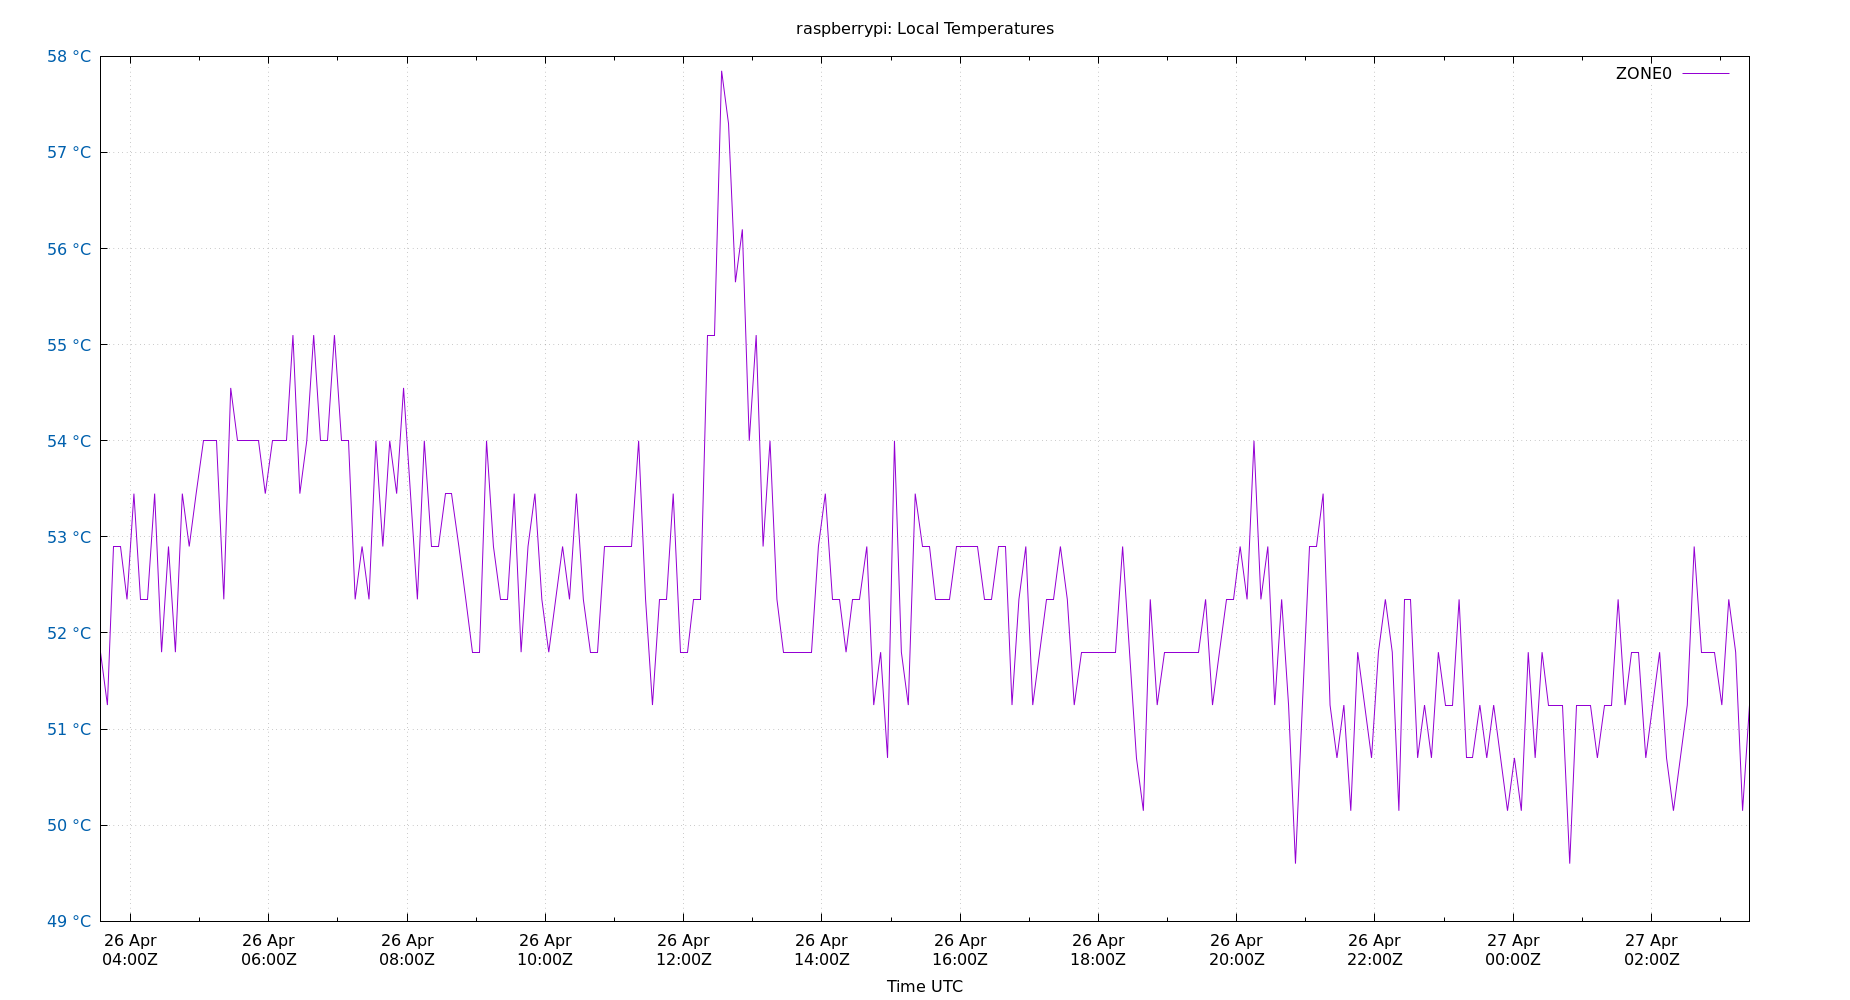 raspberrypi: Local Temperatures
58 °C
57 °C
56 °C
55 °C
54 °C
53 °C
52 °C
51 °C
50 °C
49 °C
ZONE0
26 Apr
04:00Z
26 Apr
06:00Z
26 Apr
08:00Z
26 Apr
10:00Z
26 Apr
12:00Z
26 Apr
14:00Z
26 Apr
16:00Z
26 Apr
18:00Z
26 Apr
20:00Z
26 Apr
22:00Z
27 Apr
00:00Z
27 Apr
02:00Z
Time UTC